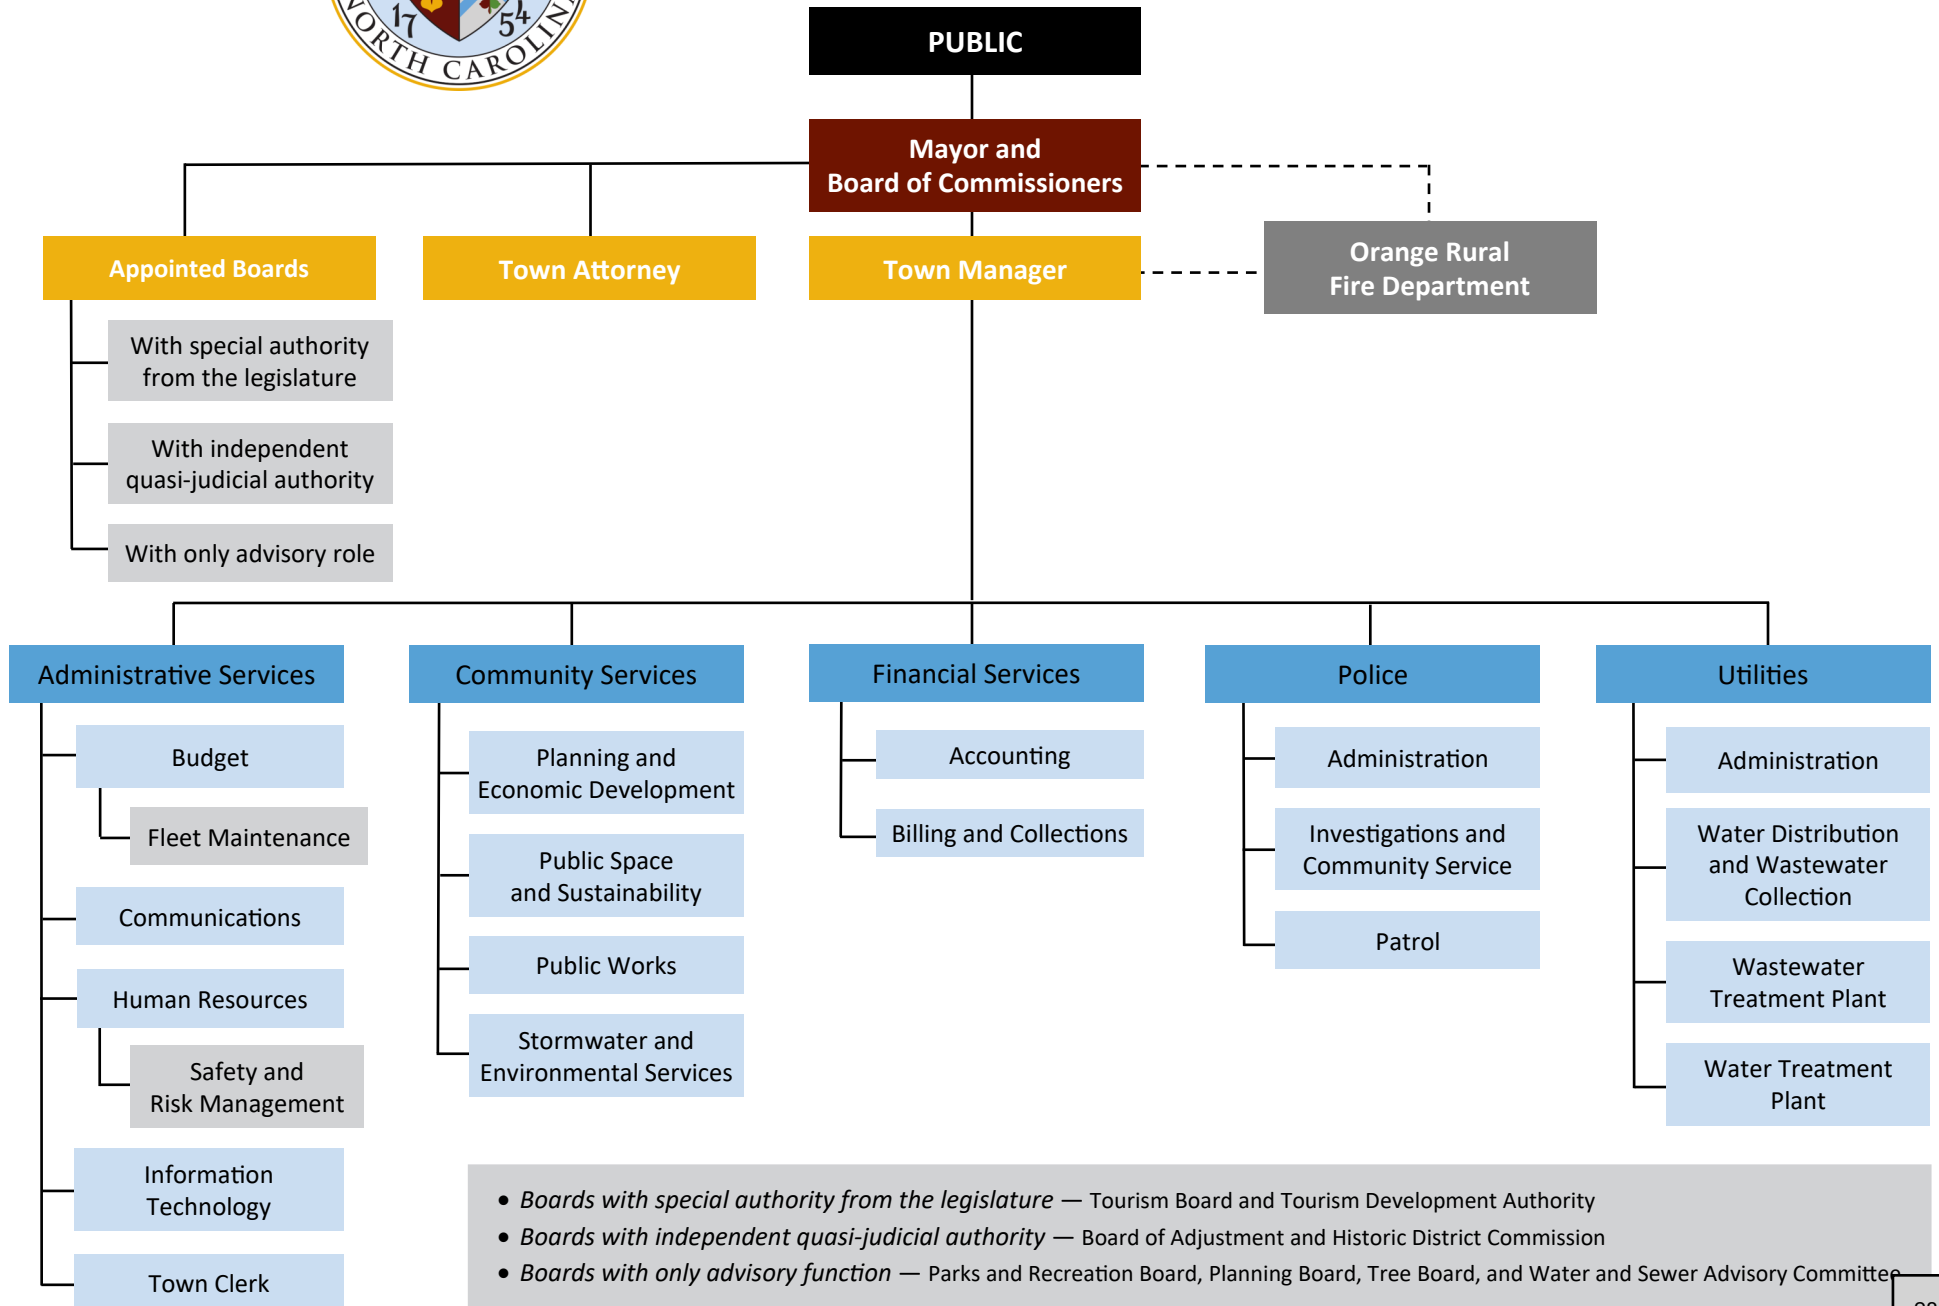 17 54
NORTH CAROLINA
PUBLIC
Mayor and
Board of Commissioners
Appointed Boards
Town Attorney
Town Manager
Orange Rural
Fire Department
With special authority
from the legislature
With independent
quasi-judicial authority
With only advisory role
Administrative Services
Budget
Fleet Maintenance
Communications
Human Resources
Safety and
Risk Management
Information
Technology
Town Clerk
Community Services
Planning and
Economic Development
Public Space
and Sustainability
Public Works
Stormwater and
Environmental Services
Financial Services
Accounting
Billing and Collections
Police
Administration
Investigations and
Community Service
Patrol
Utilities
Administration
Water Distribution
and Wastewater
Collection
Wastewater
Treatment Plant
Water Treatment
Plant
• Boards with special authority from the legislature — Tourism Board and Tourism Development Authority
• Boards with independent quasi-judicial authority — Board of Adjustment and Historic District Commission
• Boards with only advisory function — Parks and Recreation Board, Planning Board, Tree Board, and Water and Sewer Advisory Committee